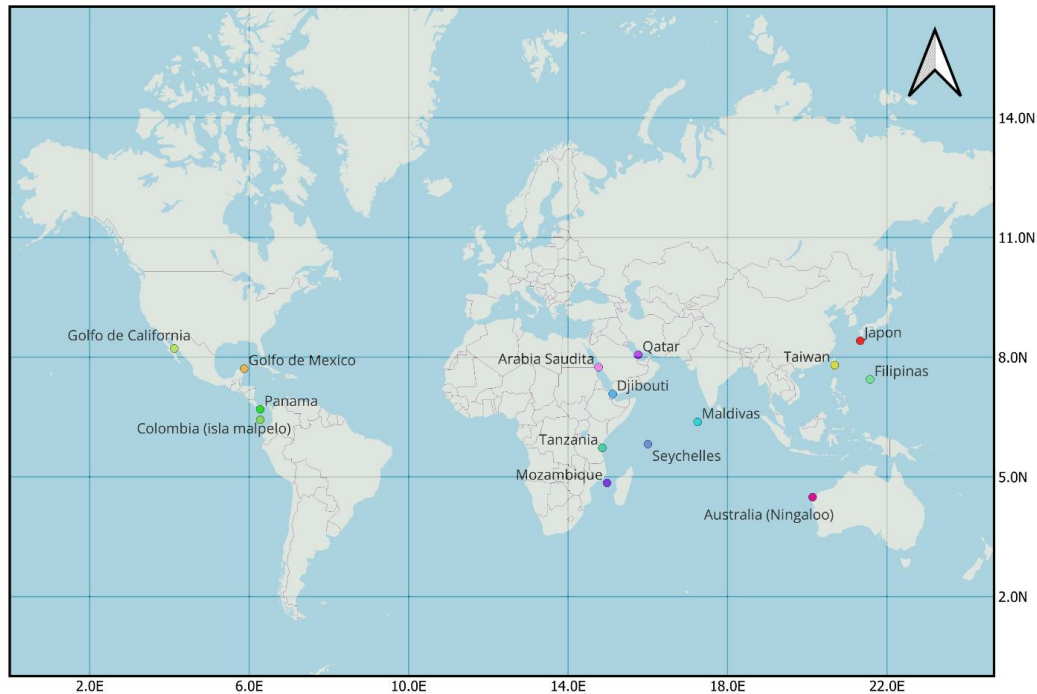 14.0N
11.0N
Golfo de California
Japon
Qatar
8.0N
Arabia Saudita
Taiwan
Golfo de Mexico
Filipinas
Djibouti
Panama
Maldivas
Colombia (isla malpelo)
Tanzania
Seychelles
Mozambique
5.0N
Australia (Ningaloo)
2.0N
2.0E 6.0E 10.0E 14.0E 18.0E 22.0E